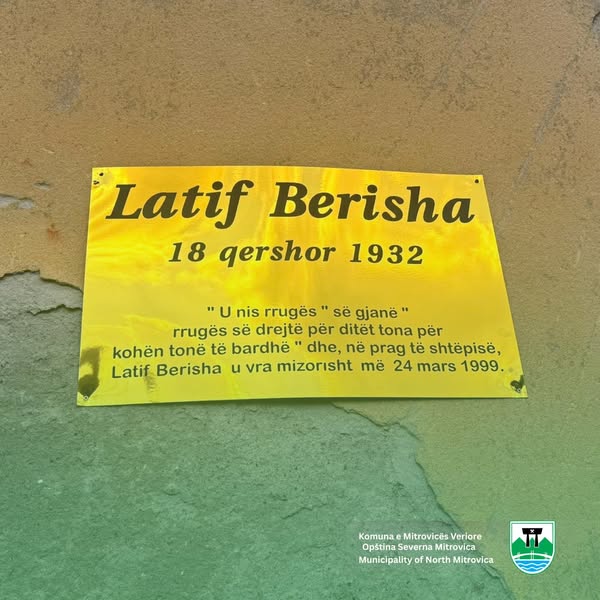 Latif Berisha
18 qershor 1932
" U nis rrugës " së gjanë "
rrugës së drejtë për ditët tona për
kohën tonë të bardhë " dhe, në prag të shtëpisë,
Latif Berisha u vra mizorisht më 24 mars 1999.
Komuna e Mitrovicës Veriore
Opština Severna Mitrovica
Municipality of North Mitrovica